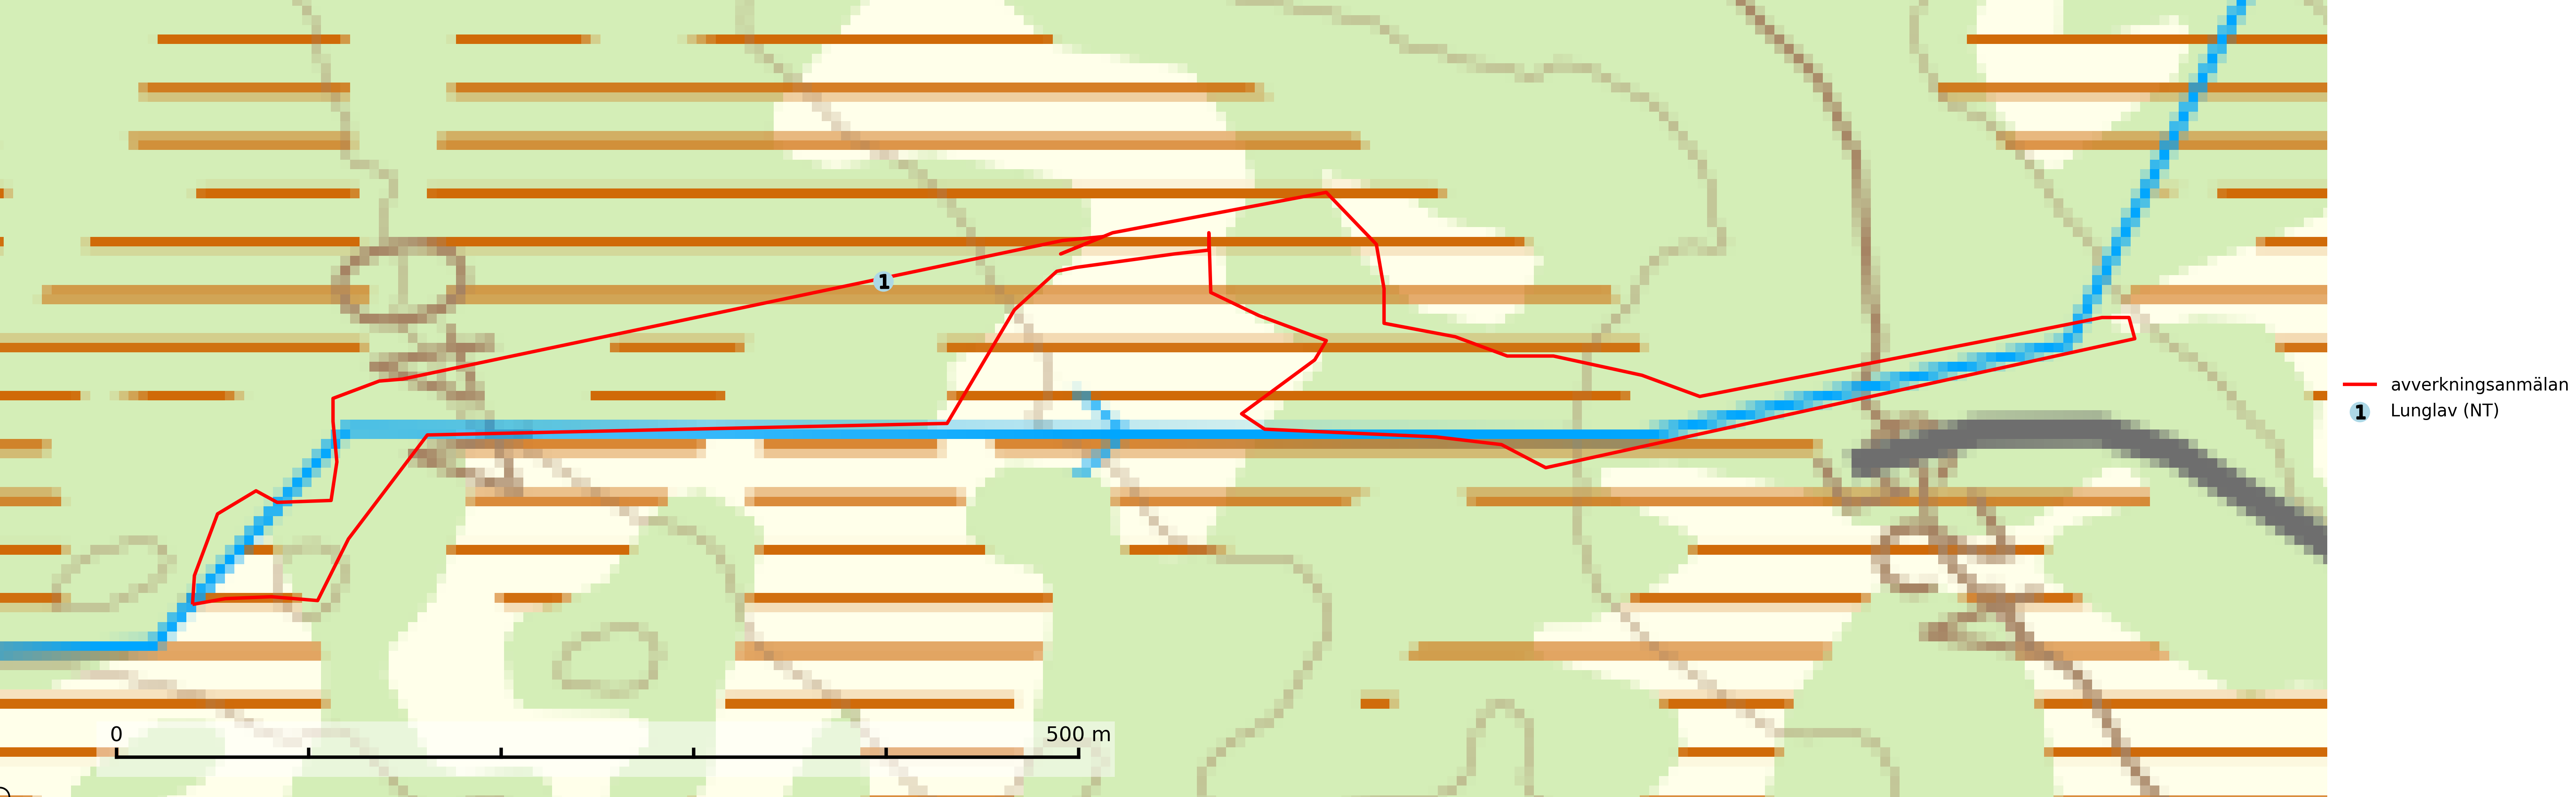 1
avverkningsanmälan
1 Lunglav (NT)
0 500 m